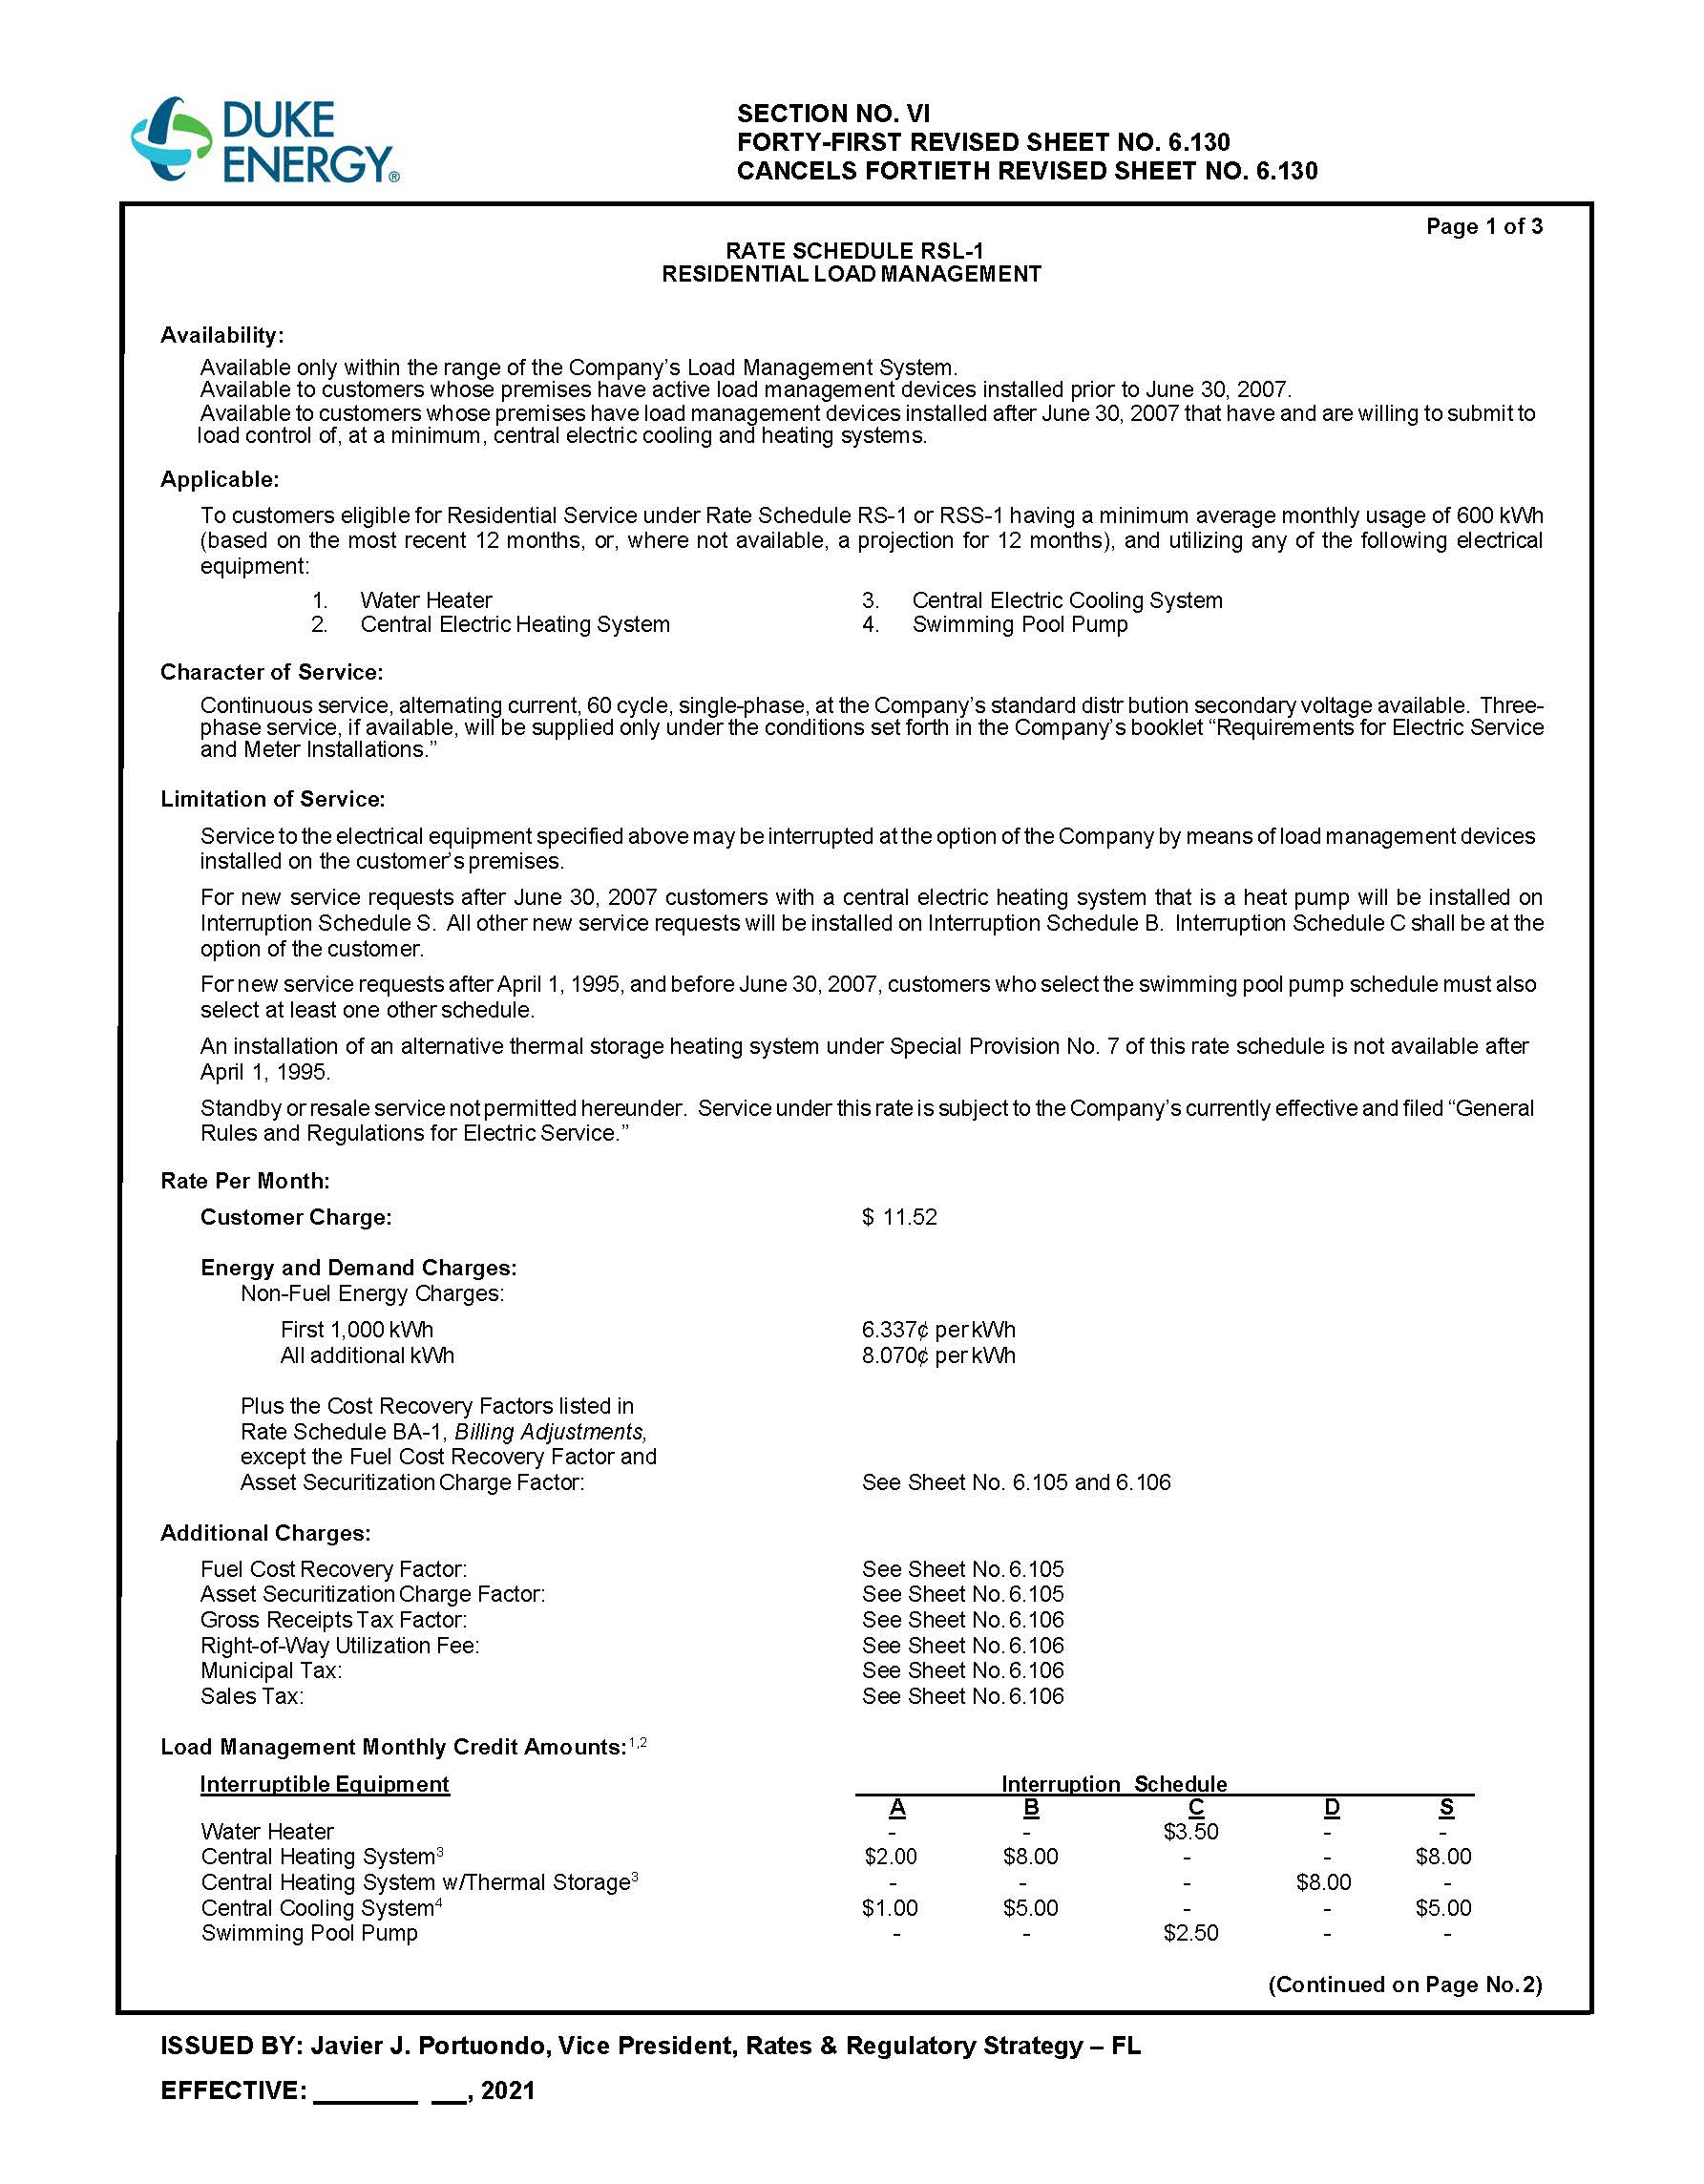 DUKE
ENERGY®
SECTION NO. VI
FORTY-FIRST REVISED SHEET NO. 6.130
CANCELS FORTIETH REVISED SHEET NO. 6.130
Page 1 of 3
RATE SCHEDULE RSL-1
RESIDENTIAL LOAD MANAGEMENT
Availability:
Available only within the range of the Company's Load Management System.
Available to customers whose premises have active load management devices installed prior to June 30, 2007.
Available to customers whose premises have load management devices installed after June 30, 2007 that have and are willing to submit to
load control of, at a minimum, central electric cooling and heating systems.
Applicable:
To customers eligible for Residential Service under Rate Schedule RS-1 or RSS-1 having a minimum average monthly usage of 600 kWh
(based on the most recent 12 months, or, where not available, a projection for 12 months), and utilizing any of the following electrical
equipment:
1. Water Heater 3. Central Electric Cooling System
2. Central Electric Heating System 4. Swimming Pool Pump
Character of Service:
Continuous service, alternating current, 60 cycle, single-phase, at the Company's standard distr bution secondary voltage available. Three-
phase service, if available, will be supplied only under the conditions set forth in the Company's booklet “Requirements for Electric Service
and Meter Installations.”
Limitation of Service:
Service to the electrical equipment specified above may be interrupted at the option of the Company by means of load management devices
installed on the customer's premises.
For new service requests after June 30, 2007 customers with a central electric heating system that is a heat pump will be installed on
Interruption Schedule S. All other new service requests will be installed on Interruption Schedule B. Interruption Schedule C shall be at the
option of the customer.
For new service requests after April 1, 1995, and before June 30, 2007, customers who select the swimming pool pump schedule must also
select at least one other schedule.
An installation of an alternative thermal storage heating system under Special Provision No. 7 of this rate schedule is not available after
April 1, 1995.
Standby or resale service not permitted hereunder. Service under this rate is subject to the Company's currently effective and filed “General
Rules and Regulations for Electric Service.”
Rate Per Month:
Customer Charge: $ 11.52
Energy and Demand Charges:
Non-Fuel Energy Charges:
First 1,000 kWh 6.337¢ per kWh
All additional kWh 8.070¢ per kWh
Plus the Cost Recovery Factors listed in
Rate Schedule BA-1, Billing Adjustments,
except the Fuel Cost Recovery Factor and
Asset Securitization Charge Factor: See Sheet No. 6.105 and 6.106
Additional Charges:
Fuel Cost Recovery Factor: See Sheet No. 6.105
Asset Securitization Charge Factor: See Sheet No. 6.105
Gross Receipts Tax Factor: See Sheet No. 6.106
Right-of-Way Utilization Fee: See Sheet No. 6.106
Municipal Tax: See Sheet No. 6.106
Sales Tax: See Sheet No. 6.106
Load Management Monthly Credit Amounts:1,2
Interruptible Equipment Interruption Schedule
A B C D S
Water Heater - - $3.50 - -
Central Heating System3 $2.00 $8.00 - - $8.00
Central Heating System w/Thermal Storage3 - - - $8.00 -
Central Cooling System4 $1.00 $5.00 - - $5.00
Swimming Pool Pump - - $2.50 - -
(Continued on Page No. 2)
ISSUED BY: Javier J. Portuondo, Vice President, Rates & Regulatory Strategy – FL
EFFECTIVE: ________ ___, 2021